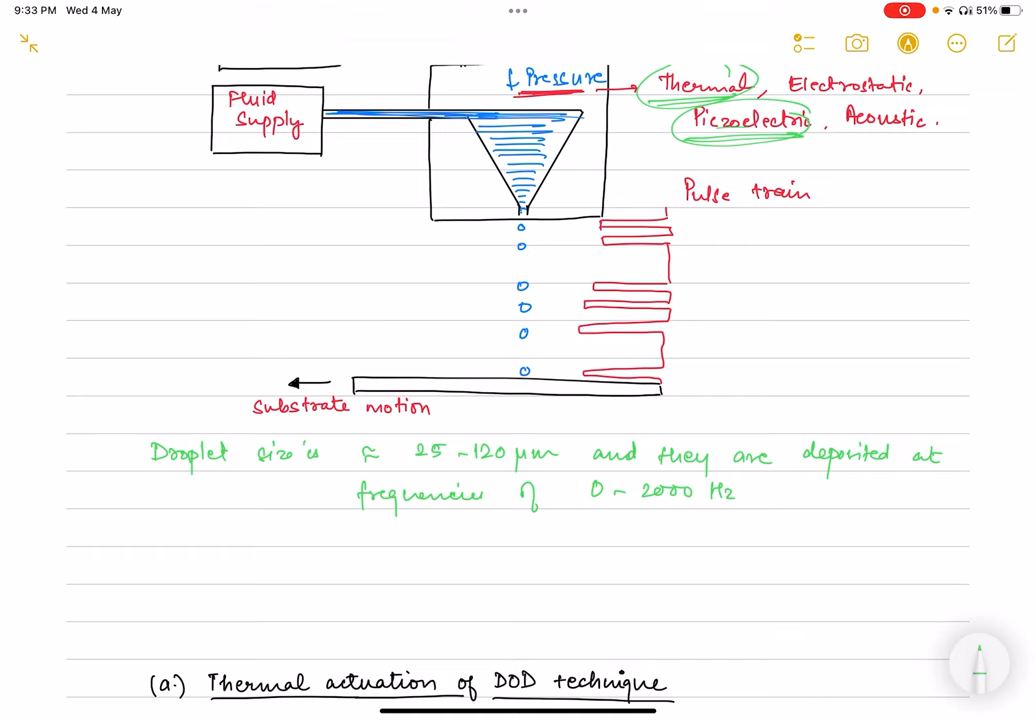 9:33 PM Wed 4 May
51%
f Pressure → Thermal, Electrostatic,
Piezoelectric, Acoustic.
Fluid
Supply
Pulse train
Substrate motion
Droplet size is ≈ 25 - 120 μm and they are deposited at
frequencies of 0 - 2000 Hz
(a:) Thermal actuation of DOD technique